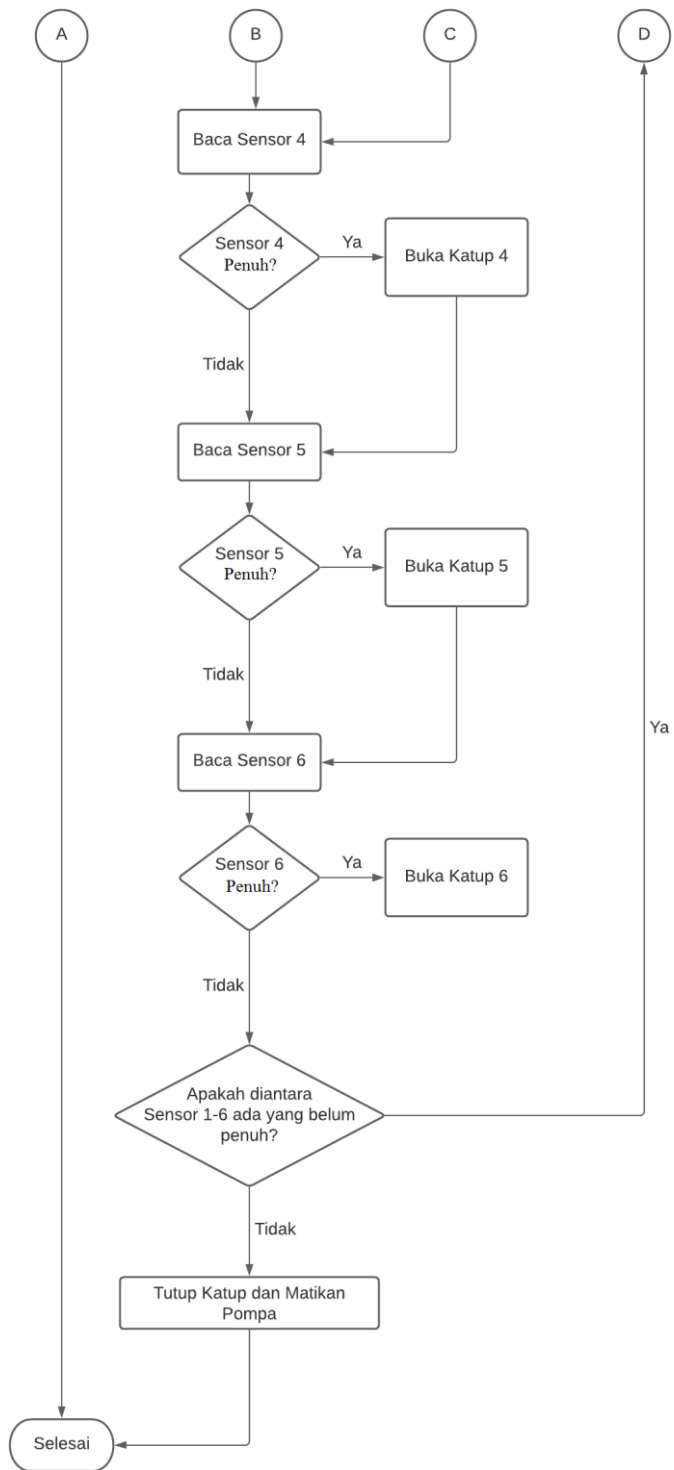 A
B
C
D
Baca Sensor 4
Sensor 4
Penuh?
Ya
Buka Katup 4
Tidak
Baca Sensor 5
Sensor 5
Penuh?
Ya
Buka Katup 5
Tidak
Baca Sensor 6
Ya
Sensor 6
Penuh?
Ya
Buka Katup 6
Tidak
Apakah diantara
Sensor 1-6 ada yang belum
penuh?
Tidak
Tutup Katup dan Matikan
Pompa
Selesai